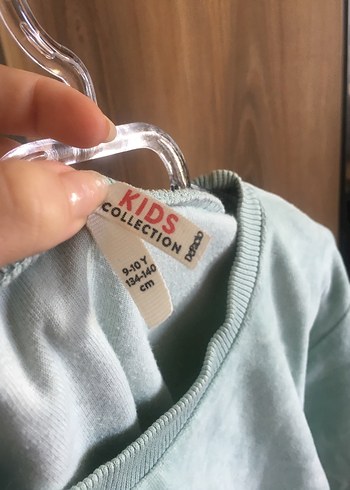 KIDS
COLLECTION
DeFacto
9-10 Y
134-140
cm